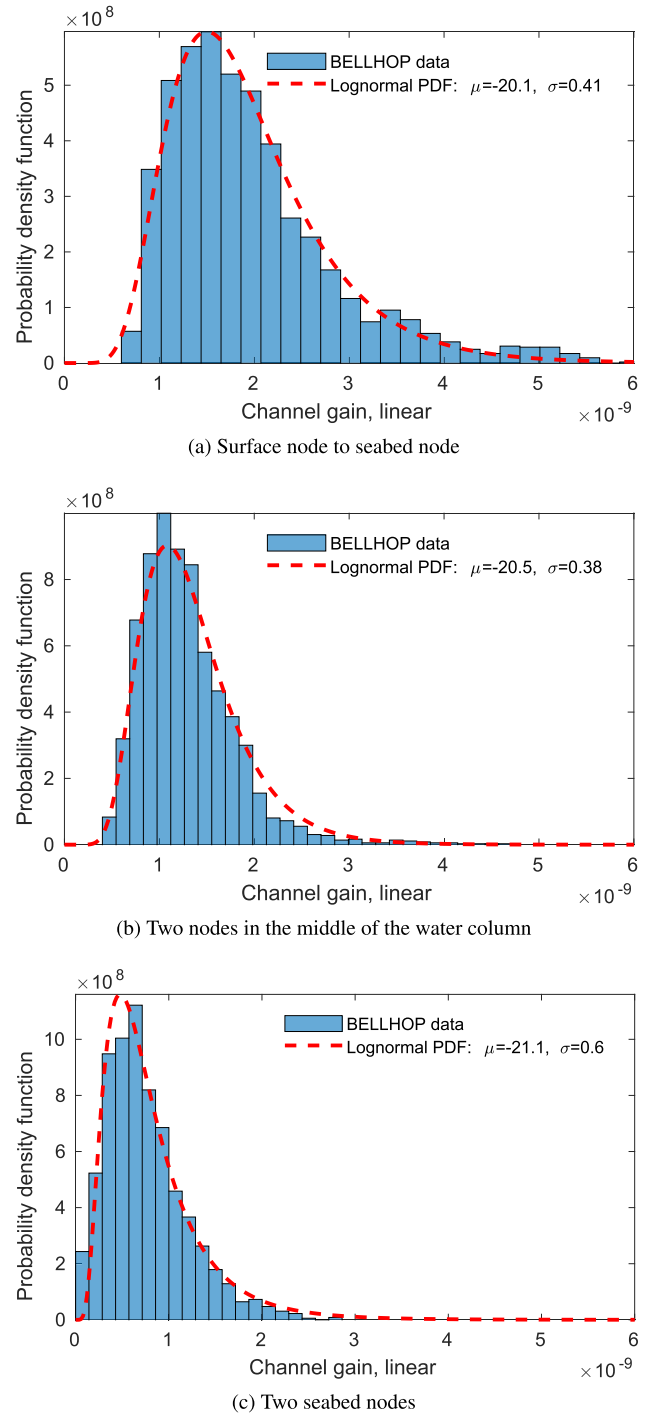 ×10^8
5
4
3
2
1
0
Probability density function
BELLHOP data
Lognormal PDF: μ=-20.1, σ=0.41
0 1 2 3 4 5 6
Channel gain, linear
×10^-9
(a) Surface node to seabed node
×10^8
8
6
4
2
0
Probability density function
BELLHOP data
Lognormal PDF: μ=-20.5, σ=0.38
0 1 2 3 4 5 6
Channel gain, linear
×10^-9
(b) Two nodes in the middle of the water column
×10^8
10
8
6
4
2
0
Probability density function
BELLHOP data
Lognormal PDF: μ=-21.1, σ=0.6
0 1 2 3 4 5 6
Channel gain, linear
×10^-9
(c) Two seabed nodes